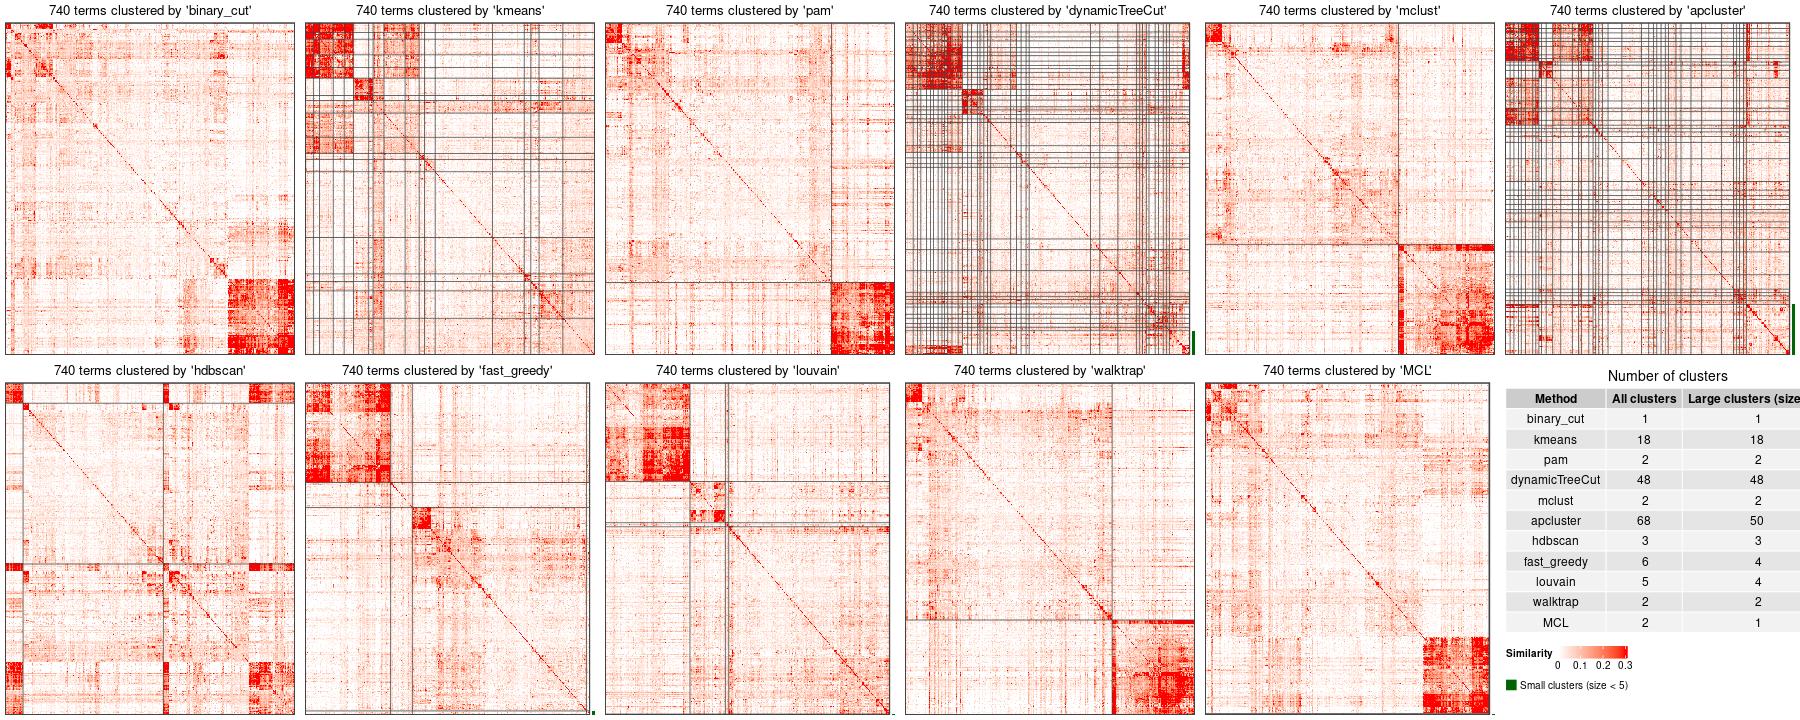 740 terms clustered by 'binary_cut'
740 terms clustered by 'kmeans'
740 terms clustered by 'pam'
740 terms clustered by 'dynamicTreeCut'
740 terms clustered by 'mclust'
740 terms clustered by 'apcluster'
740 terms clustered by 'hdbscan'
740 terms clustered by 'fast_greedy'
740 terms clustered by 'louvain'
740 terms clustered by 'walktrap'
740 terms clustered by 'MCL'
Number of clusters
Method All clusters Large clusters (size
binary_cut 1 1
kmeans 18 18
pam 2 2
dynamicTreeCut 48 48
mclust 2 2
apcluster 68 50
hdbscan 3 3
fast_greedy 6 4
louvain 5 4
walktrap 2 2
MCL 2 1
Similarity
0 0.1 0.2 0.3
Small clusters (size < 5)